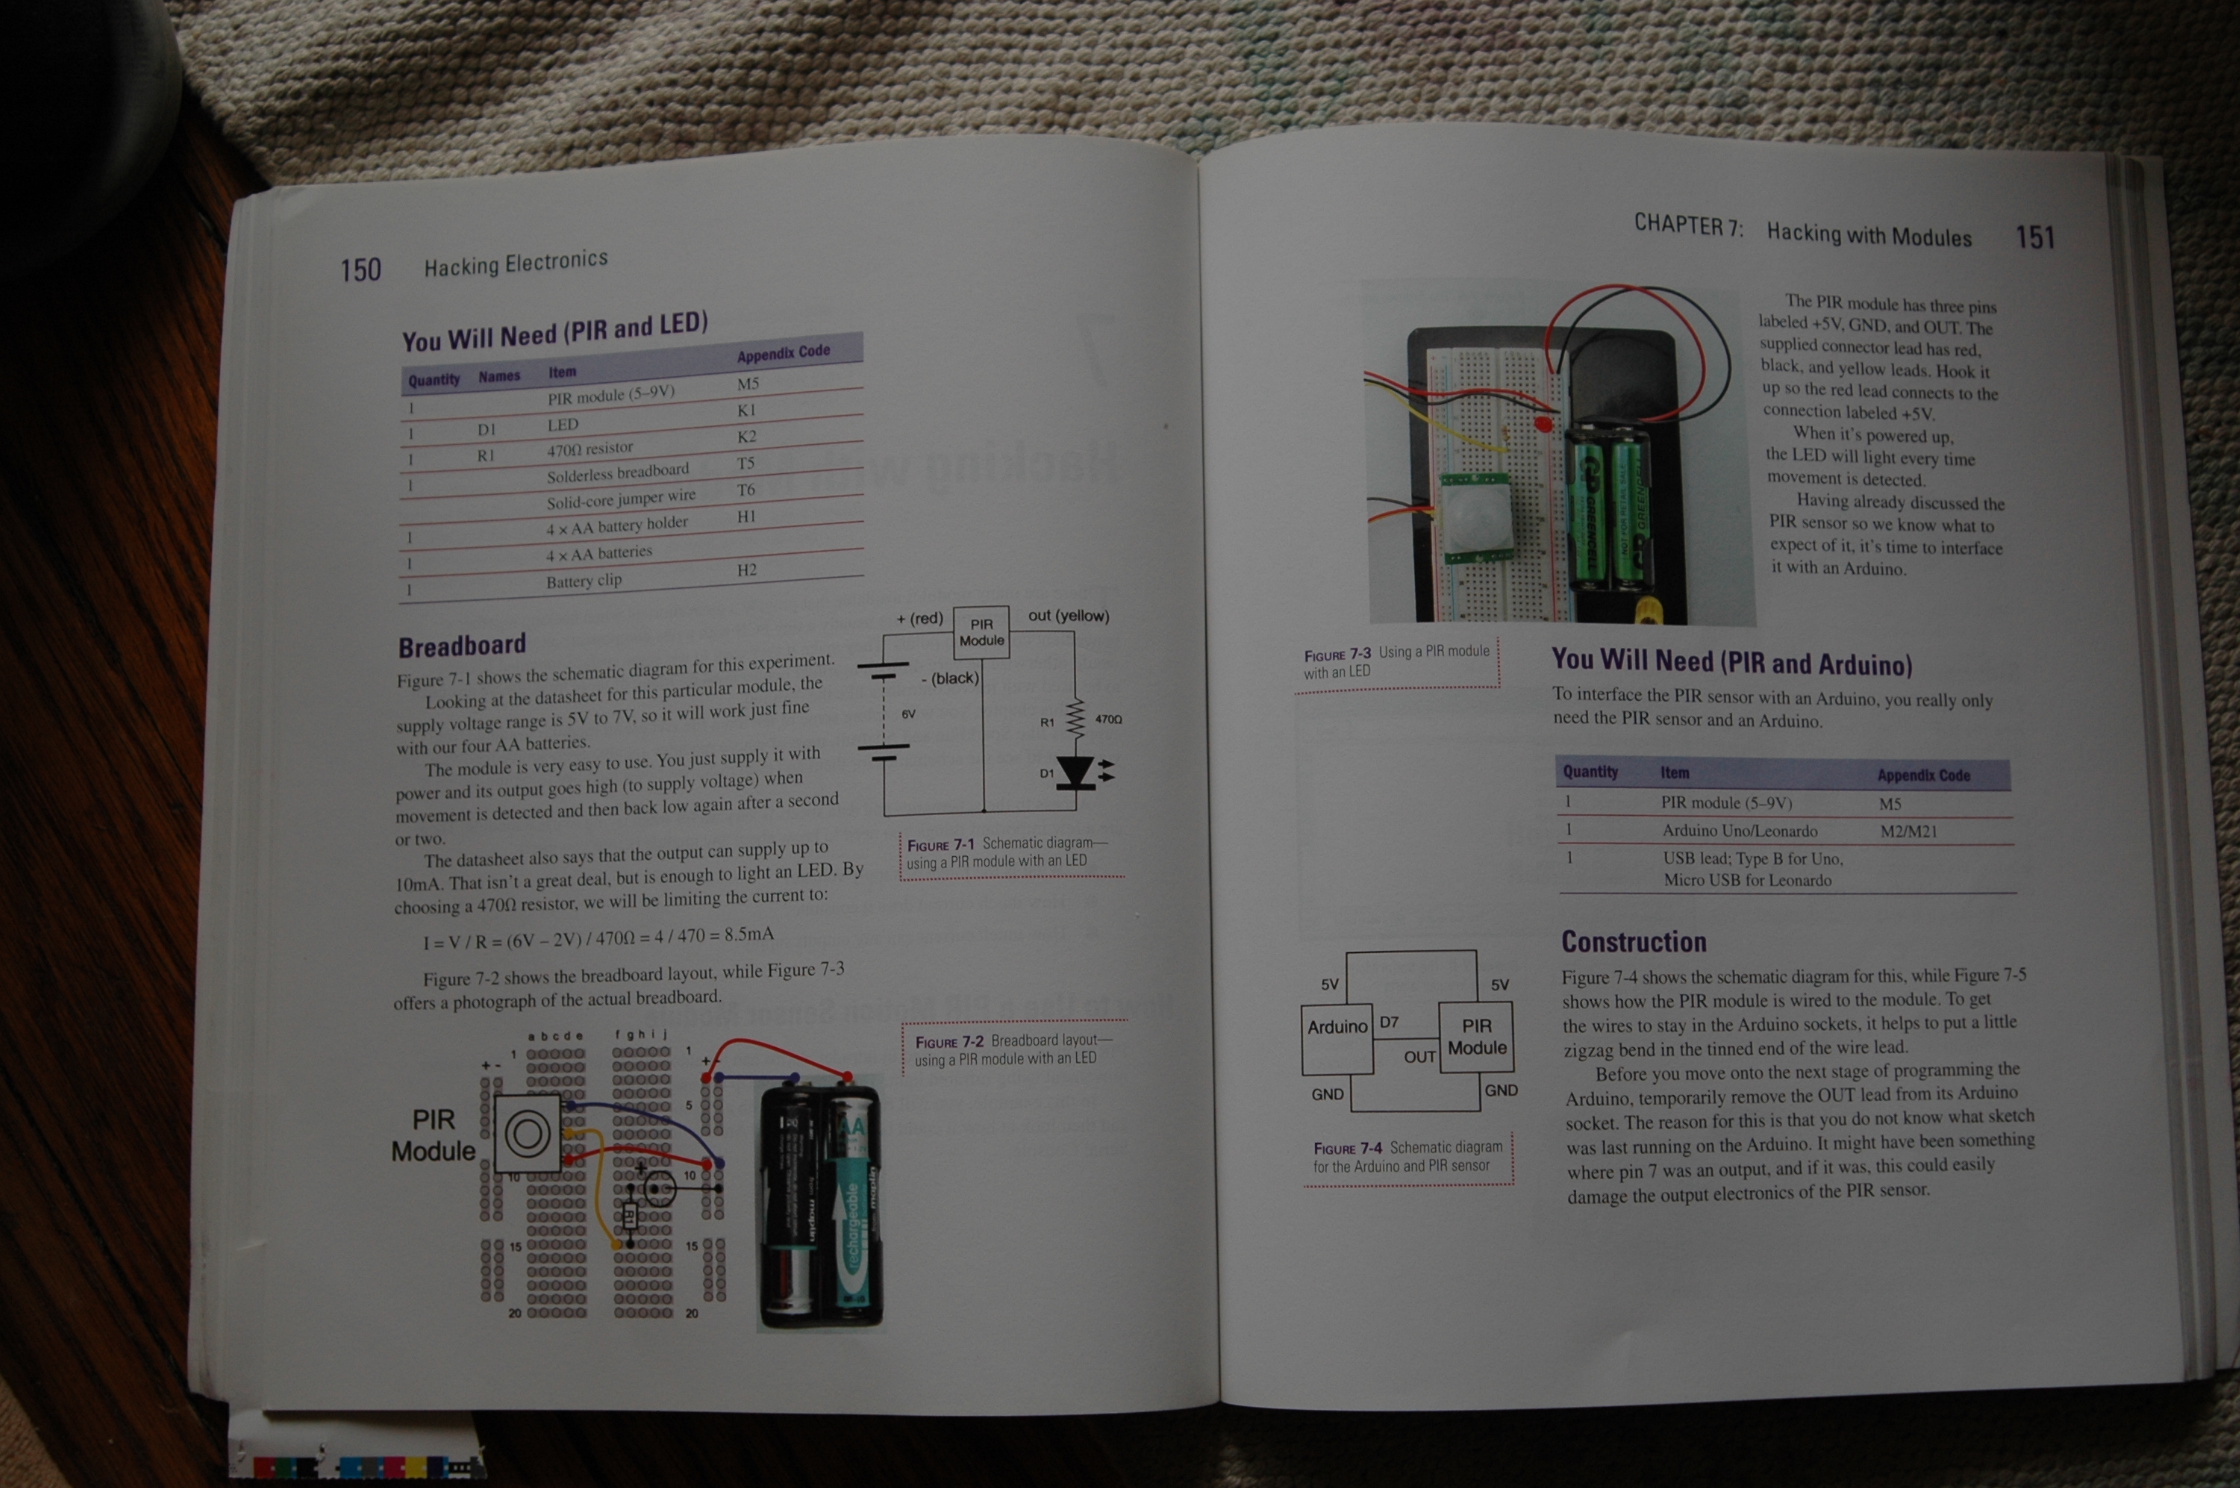 150 Hacking Electronics
You Will Need (PIR and LED)
Quantity Names Item Appendix Code
1 PIR module (5–9V) M5
1 D1 LED K1
1 R1 470Ω resistor K2
1 Solderless breadboard T5
Solid-core jumper wire T6
1 4 × AA battery holder H1
1 4 × AA batteries
1 Battery clip H2
Breadboard
Figure 7-1 shows the schematic diagram for this experiment.
Looking at the datasheet for this particular module, the
supply voltage range is 5V to 7V, so it will work just fine
with our four AA batteries.
The module is very easy to use. You just supply it with
power and its output goes high (to supply voltage) when
movement is detected and then back low again after a second
or two.
The datasheet also says that the output can supply up to
10mA. That isn't a great deal, but is enough to light an LED. By
choosing a 470Ω resistor, we will be limiting the current to:
I = V / R = (6V – 2V) / 470Ω = 4 / 470 = 8.5mA
Figure 7-2 shows the breadboard layout, while Figure 7-3
offers a photograph of the actual breadboard.
+ (red)
PIR
Module
out (yellow)
- (black)
6V
R1
470Ω
D1
FIGURE 7-1 Schematic diagram—
using a PIR module with an LED
FIGURE 7-2 Breadboard layout—
using a PIR module with an LED
a b c d e f g h i j
1 1
+ -
+ -
5
PIR
Module
10 10
+
R1
15 15
20 20
AA
rechargeable
maplin
maplin
CHAPTER 7: Hacking with Modules 151
GP GREENCELL
NOT FOR RETAIL SALE
The PIR module has three pins
labeled +5V, GND, and OUT. The
supplied connector lead has red,
black, and yellow leads. Hook it
up so the red lead connects to the
connection labeled +5V.
When it's powered up,
the LED will light every time
movement is detected.
Having already discussed the
PIR sensor so we know what to
expect of it, it's time to interface
it with an Arduino.
FIGURE 7-3 Using a PIR module
with an LED
You Will Need (PIR and Arduino)
To interface the PIR sensor with an Arduino, you really only
need the PIR sensor and an Arduino.
Quantity Item Appendix Code
1 PIR module (5–9V) M5
1 Arduino Uno/Leonardo M2/M21
1 USB lead; Type B for Uno,
Micro USB for Leonardo
Construction
Figure 7-4 shows the schematic diagram for this, while Figure 7-5
shows how the PIR module is wired to the module. To get
the wires to stay in the Arduino sockets, it helps to put a little
zigzag bend in the tinned end of the wire lead.
Before you move onto the next stage of programming the
Arduino, temporarily remove the OUT lead from its Arduino
socket. The reason for this is that you do not know what sketch
was last running on the Arduino. It might have been something
where pin 7 was an output, and if it was, this could easily
damage the output electronics of the PIR sensor.
5V 5V
Arduino D7
OUT
PIR
Module
GND GND
FIGURE 7-4 Schematic diagram
for the Arduino and PIR sensor